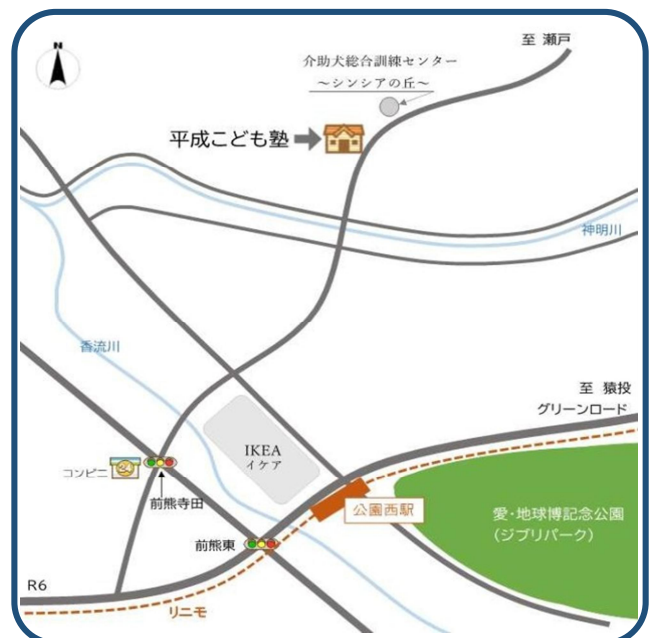 N
至 瀬戸
介助犬総合訓練センター
～シンシアの丘～
平成こども塾
神明川
香流川
至 猿投
グリーンロード
IKEA
イケア
コンビニ
24
前熊寺田
公園西駅
愛・地球博記念公園
(ジブリパーク)
前熊東
R6
リニモ